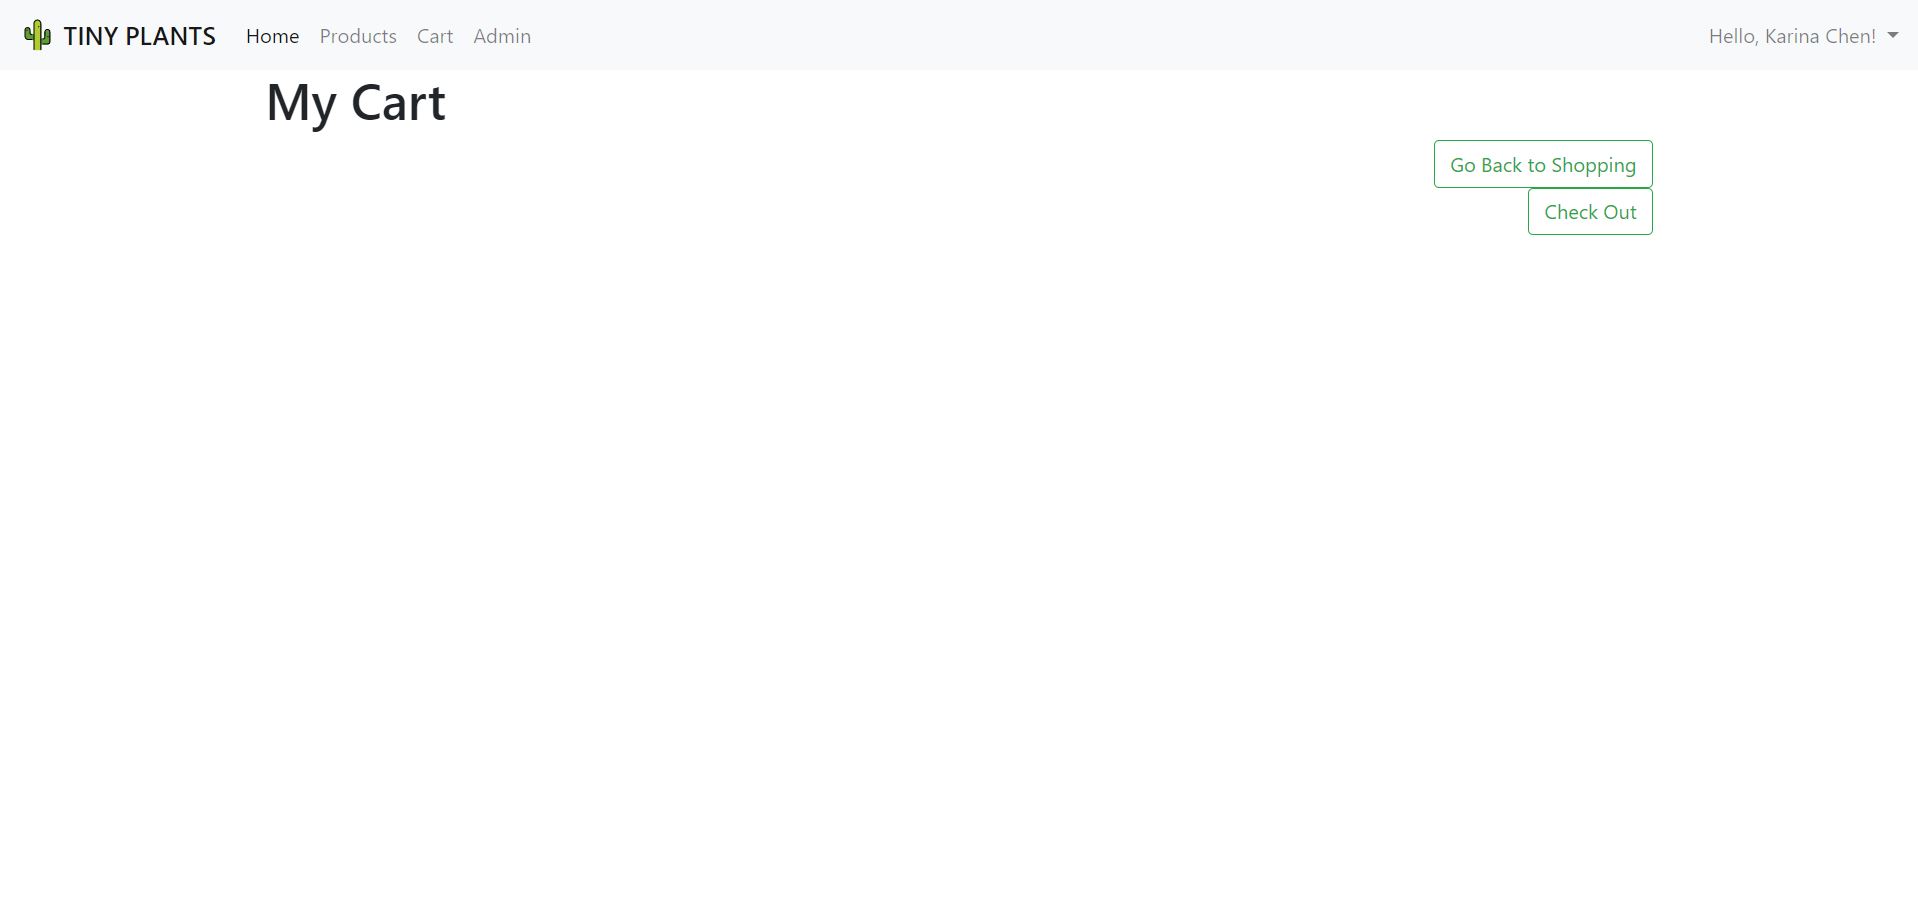 TINY PLANTS Home Products Cart Admin Hello, Karina Chen!
My Cart
Go Back to Shopping
Check Out